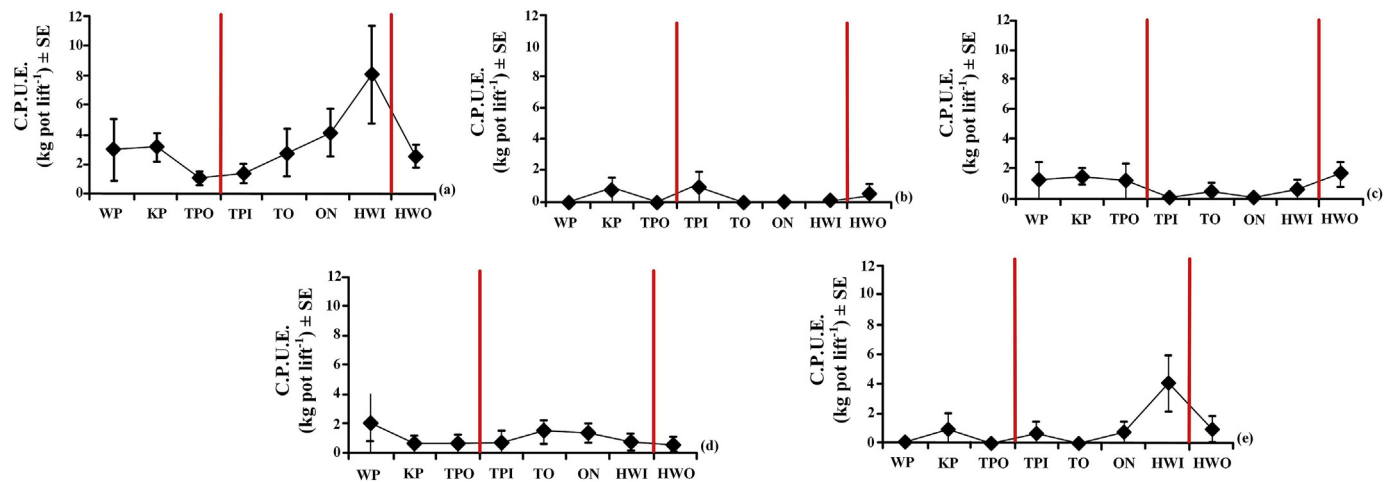 C.P.U.E.
(kg pot lift⁻¹) ± SE
12
10
8
6
4
2
0
WP KP TPO TPI TO ON HWI HWO
(a)
C.P.U.E.
(kg pot lift⁻¹) ± SE
12
10
8
6
4
2
0
WP KP TPO TPI TO ON HWI HWO
(b)
C.P.U.E.
(kg pot lift⁻¹) ± SE
12
10
8
6
4
2
0
WP KP TPO TPI TO ON HWI HWO
(c)
C.P.U.E.
(kg pot lift⁻¹) ± SE
12
10
8
6
4
2
0
WP KP TPO TPI TO ON HWI HWO
(d)
C.P.U.E.
(kg pot lift⁻¹) ± SE
12
10
8
6
4
2
0
WP KP TPO TPI TO ON HWI HWO
(e)